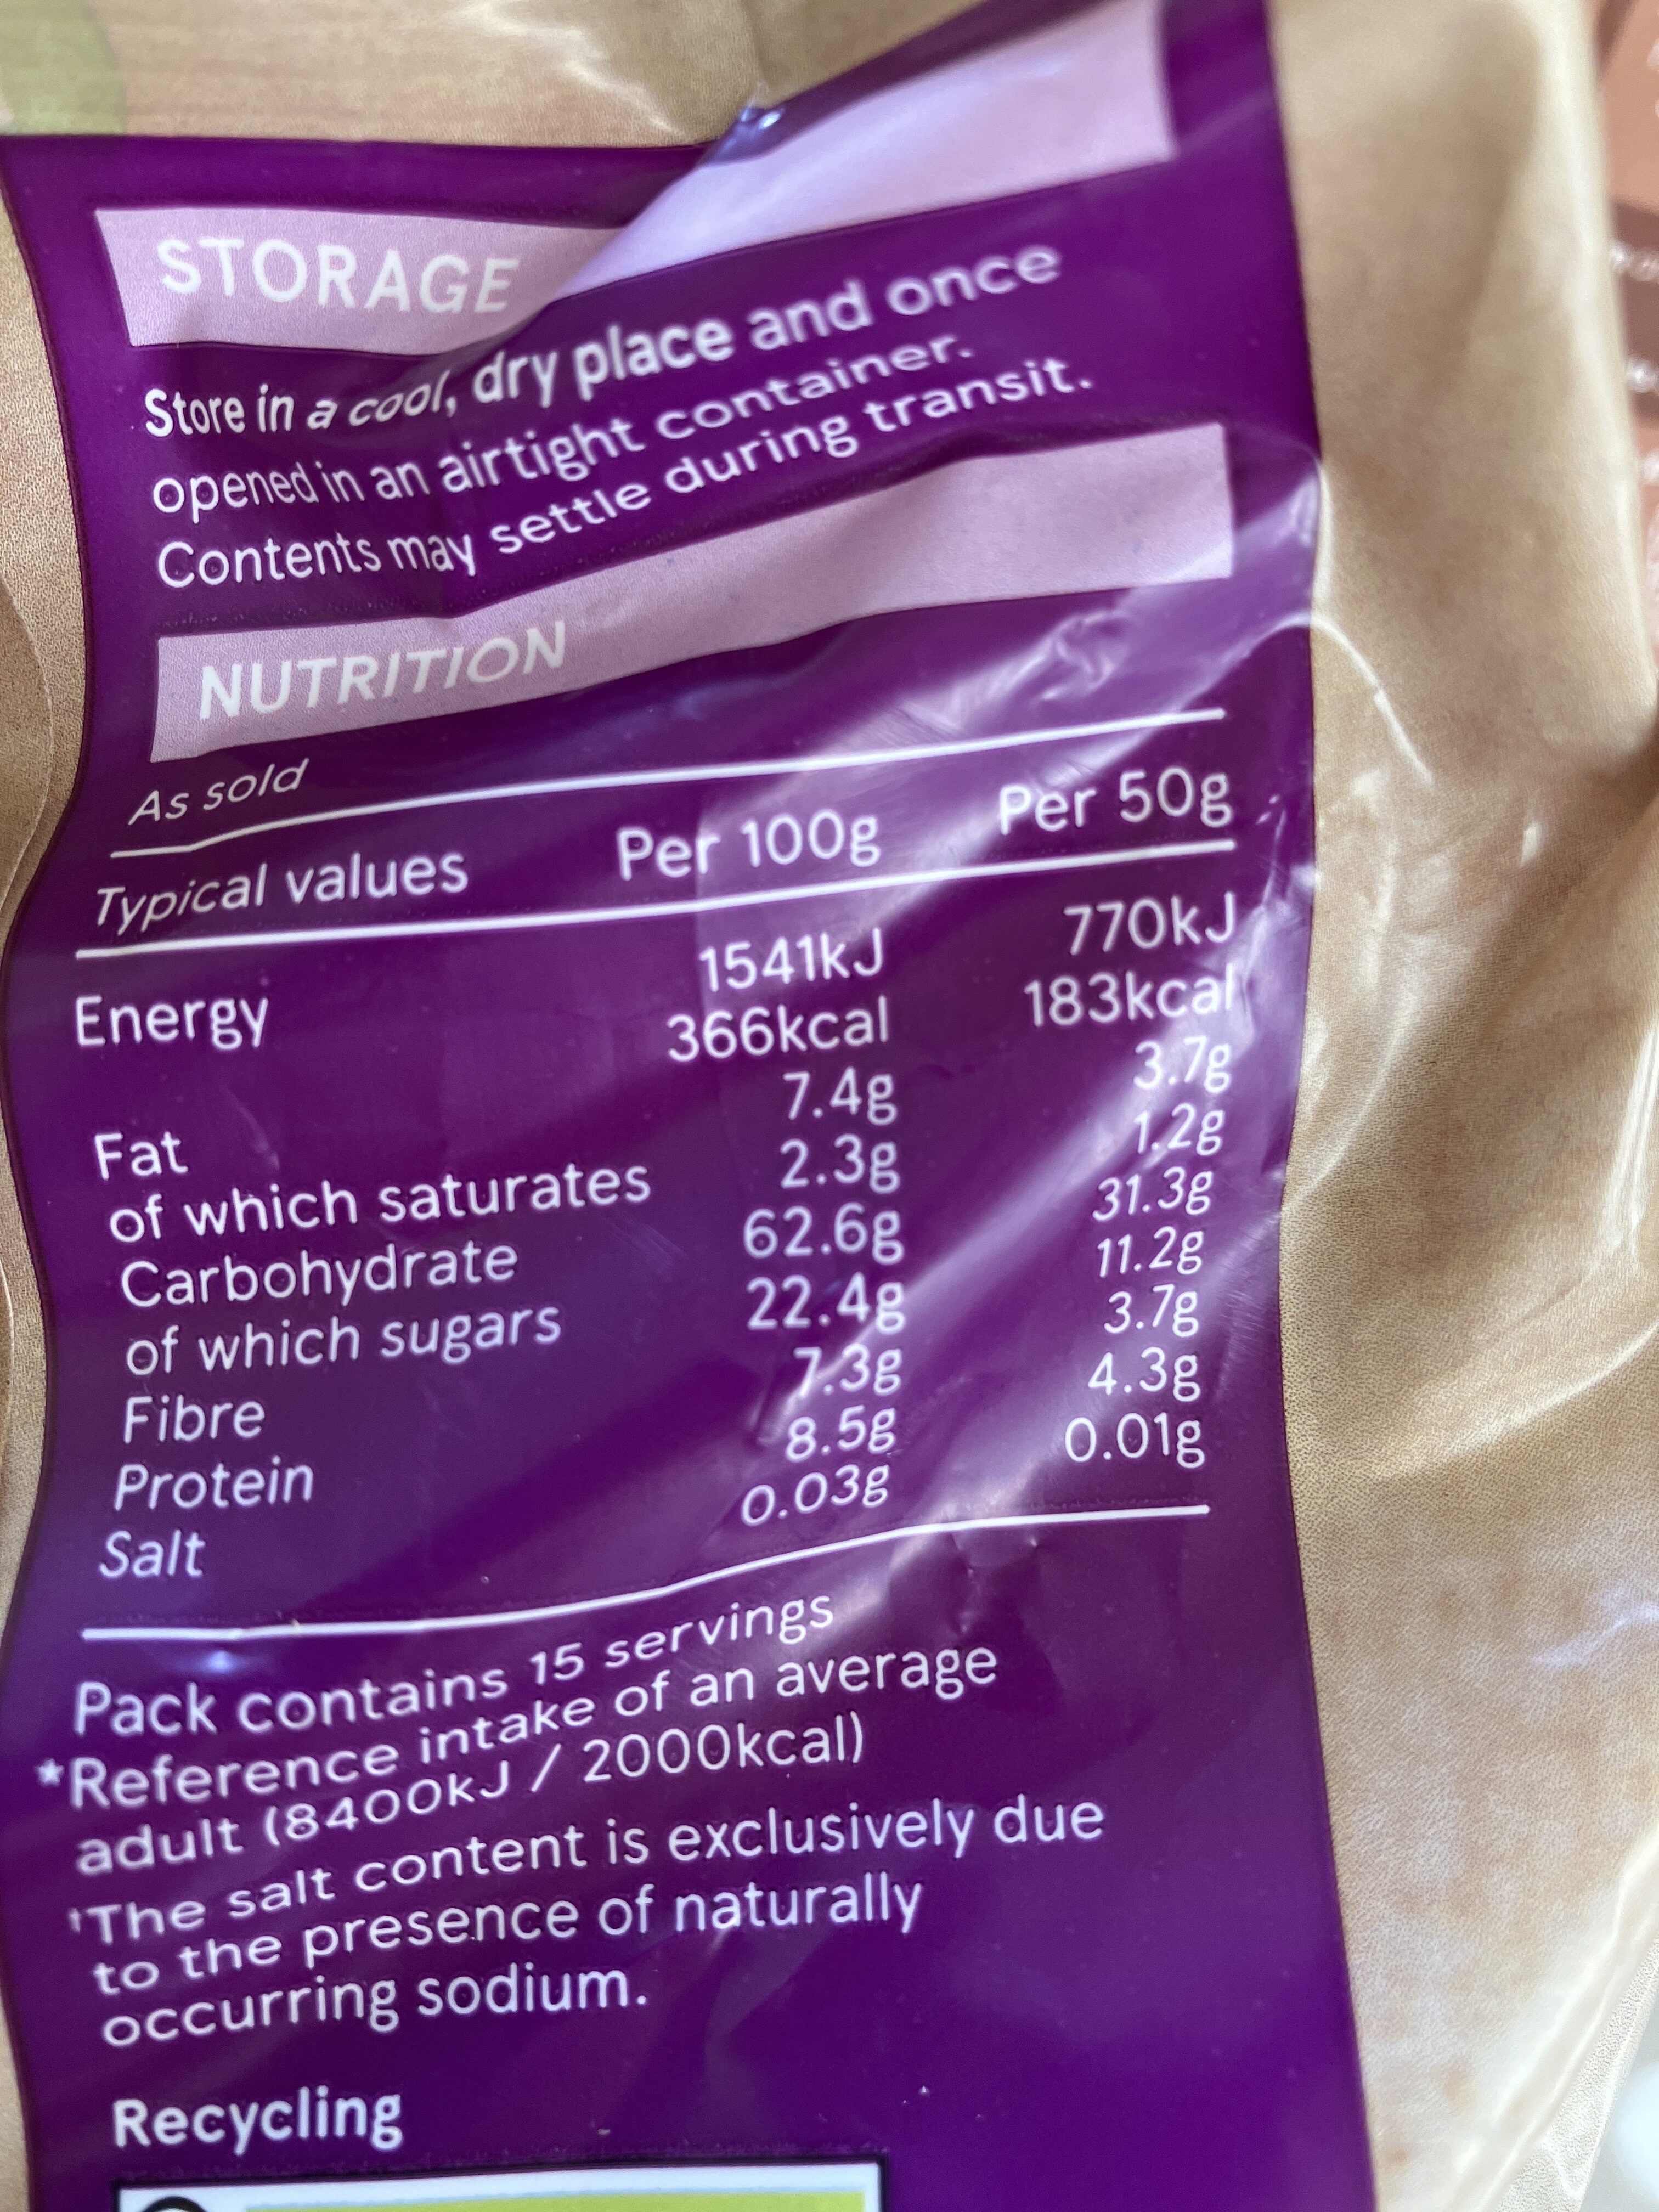 STORAGE
Store in a cool, dry place and once
opened in an airtight container.
Contents may settle during transit.
NUTRITION
As sold
Typical values Per 100g Per 50g
Energy 1541kJ 770kJ
366kcal 183kcal
Fat 7.4g 3.7g
of which saturates 2.3g 1.2g
Carbohydrate 62.6g 31.3g
of which sugars 22.4g 11.2g
Fibre 7.3g 3.7g
Protein 8.5g 4.3g
Salt 0.03g 0.01g
Pack contains 15 servings
*Reference intake of an average
adult (8400kJ / 2000kcal)
†The salt content is exclusively due
to the presence of naturally
occurring sodium.
Recycling